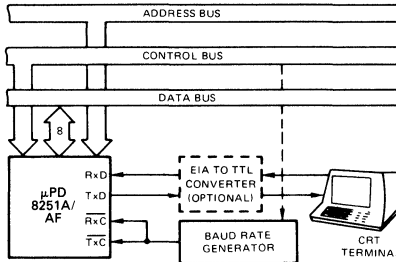 ADDRESS BUS
CONTROL BUS
DATA BUS
8
μPD
8251A/
AF
RxD
TxD
RxC
TxC
EIA TO TTL
CONVERTER
(OPTIONAL)
BAUD RATE
GENERATOR
CRT
TERMINA